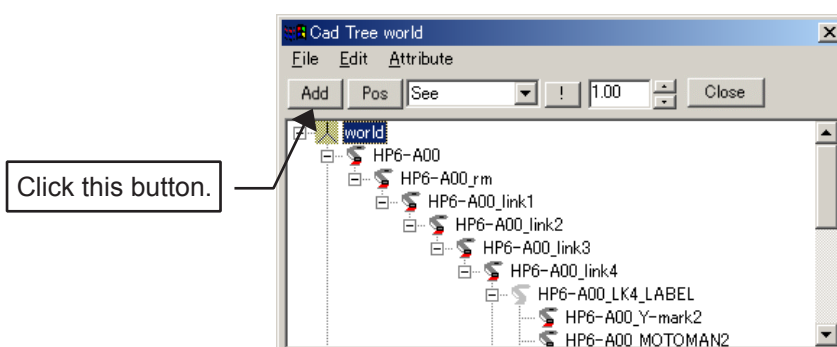 Cad Tree world
File Edit Attribute
Add Pos See ! 1.00 Close
world
HP6-A00
HP6-A00_rm
Click this button.
HP6-A00_link1
HP6-A00_link2
HP6-A00_link3
HP6-A00_link4
HP6-A00_LK4_LABEL
HP6-A00_Y-mark2
HP6-A00_MOTOMAN2